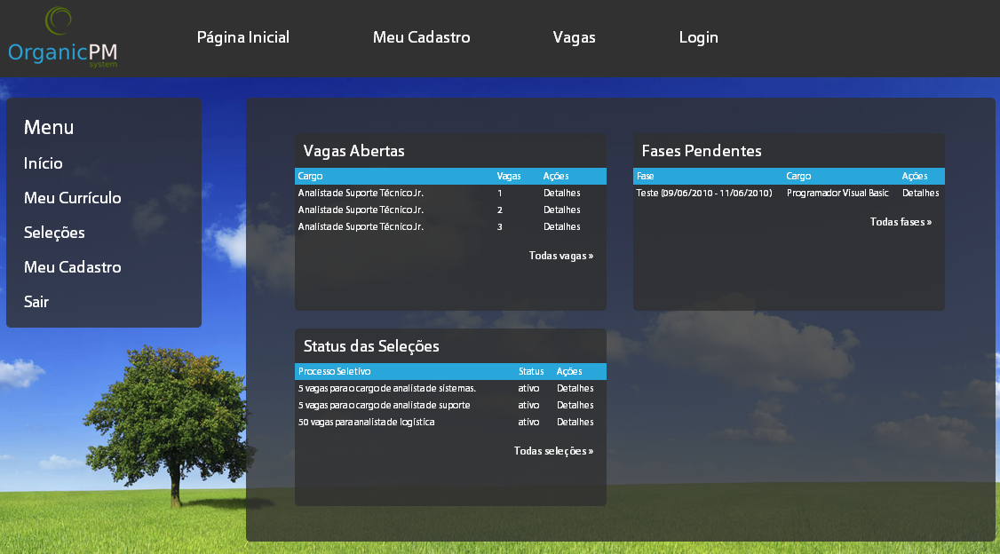 OrganicPM
system
Página Inicial Meu Cadastro Vagas Login
Menu
Início
Meu Currículo
Seleções
Meu Cadastro
Sair
Vagas Abertas
Cargo Vagas Ações
Analista de Suporte Técnico Jr. 1 Detalhes
Analista de Suporte Técnico Jr. 2 Detalhes
Analista de Suporte Técnico Jr. 3 Detalhes
Todas vagas »
Fases Pendentes
Fase Cargo Ações
Teste (09/06/2010 - 11/06/2010) Programador Visual Basic Detalhes
Todas fases »
Status das Seleções
Processo Seletivo Status Ações
5 vagas para o cargo de analista de sistemas. ativo Detalhes
5 vagas para o cargo de analista de suporte ativo Detalhes
50 vagas para analista de logística ativo Detalhes
Todas seleções »